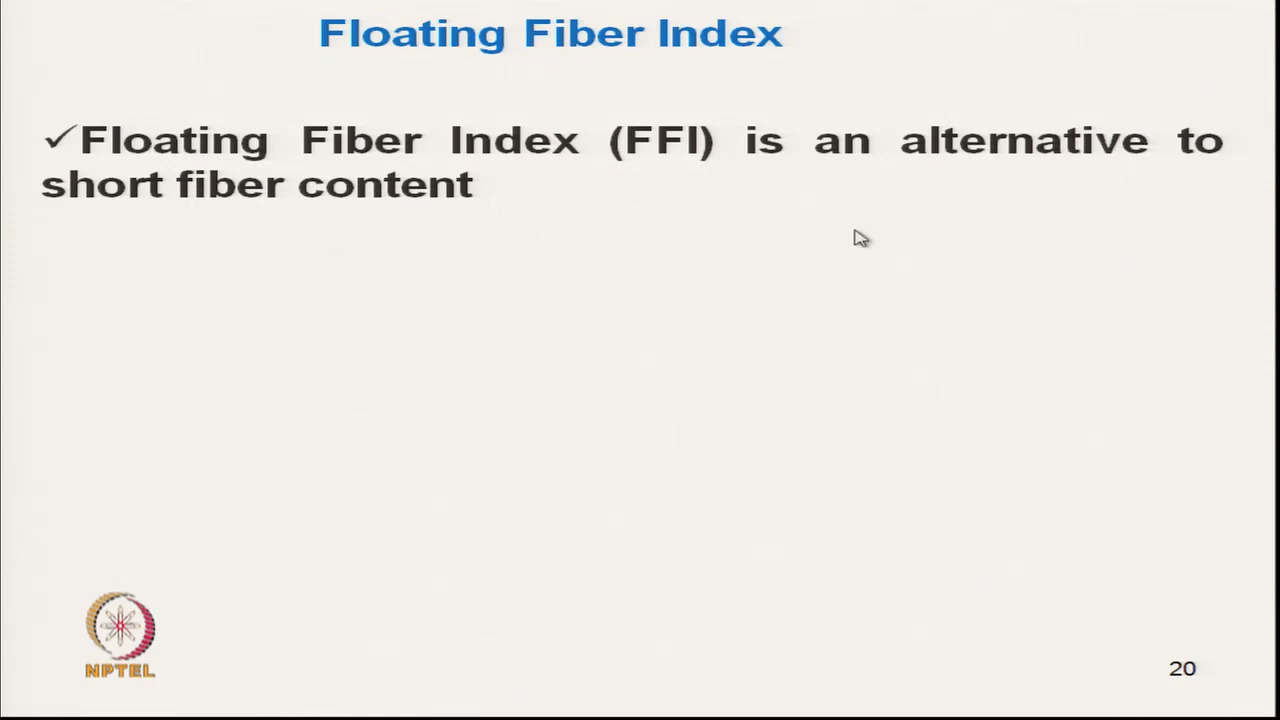 Floating Fiber Index
✓Floating Fiber Index (FFI) is an alternative to
short fiber content
NPTEL
20